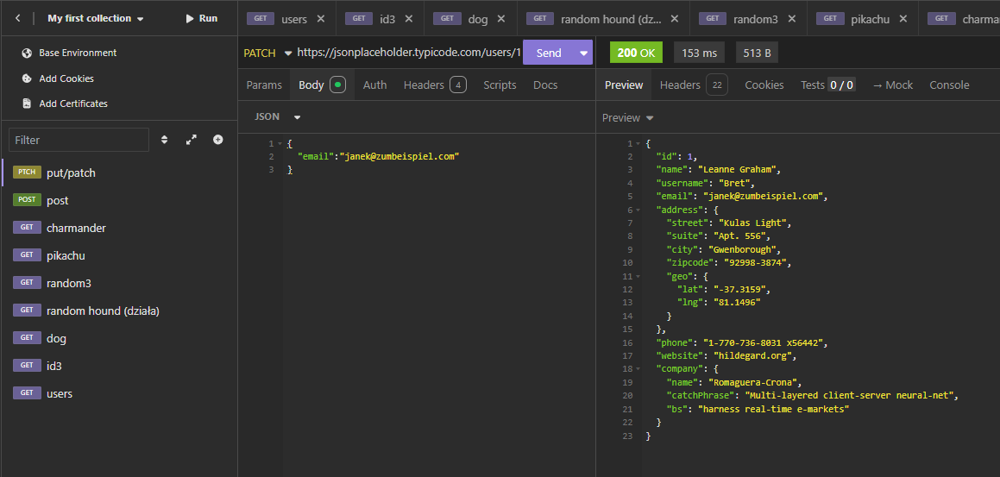 My first collection Run
GET users GET id3 GET dog GET random hound (dz... GET random3 GET pikachu GET charma
Base Environment
Add Cookies
Add Certificates
Filter
PTCH put/patch
POST post
GET charmander
GET pikachu
GET random3
GET random hound (działa)
GET dog
GET id3
GET users
PATCH https://jsonplaceholder.typicode.com/users/1 Send
Params Body Auth Headers 4 Scripts Docs
JSON
1 {
2 "email":"janek@zumbeispiel.com"
3 }
200 OK 153 ms 513 B
Preview Headers 22 Cookies Tests 0 / 0 → Mock Console
Preview
1 {
2 "id": 1,
3 "name": "Leanne Graham",
4 "username": "Bret",
5 "email": "janek@zumbeispiel.com",
6 "address": {
7 "street": "Kulas Light",
8 "suite": "Apt. 556",
9 "city": "Gwenborough",
10 "zipcode": "92998-3874",
11 "geo": {
12 "lat": "-37.3159",
13 "lng": "81.1496"
14 }
15 },
16 "phone": "1-770-736-8031 x56442",
17 "website": "hildegard.org",
18 "company": {
19 "name": "Romaguera-Crona",
20 "catchPhrase": "Multi-layered client-server neural-net",
21 "bs": "harness real-time e-markets"
22 }
23 }